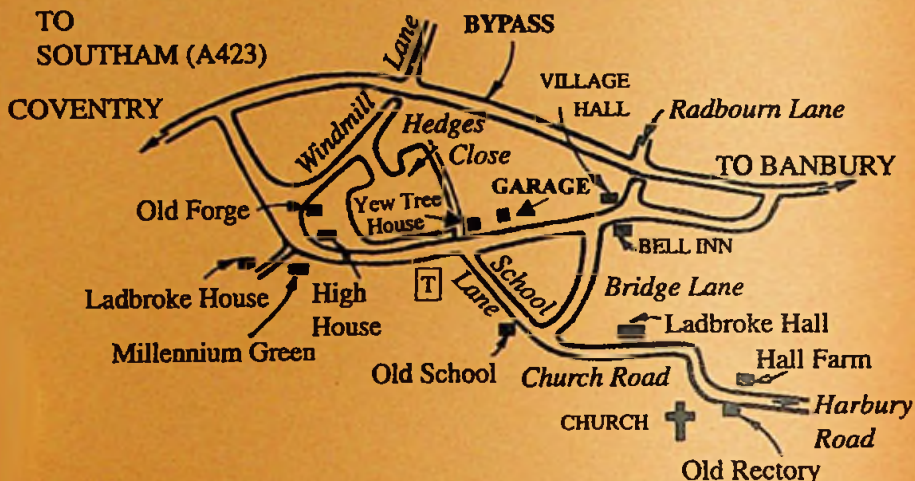 TO
SOUTHAM (A423)
COVENTRY
Lane
Windmill
BYPASS
VILLAGE
HALL
Radbourn Lane
TO BANBURY
Hedges
Close
GARAGE
Yew Tree
House
Old Forge
BELL INN
Ladbroke House
High
House
Millennium Green
T
School
Lane
Bridge Lane
Ladbroke Hall
Old School
Church Road
Hall Farm
Harbury
Road
CHURCH
Old Rectory